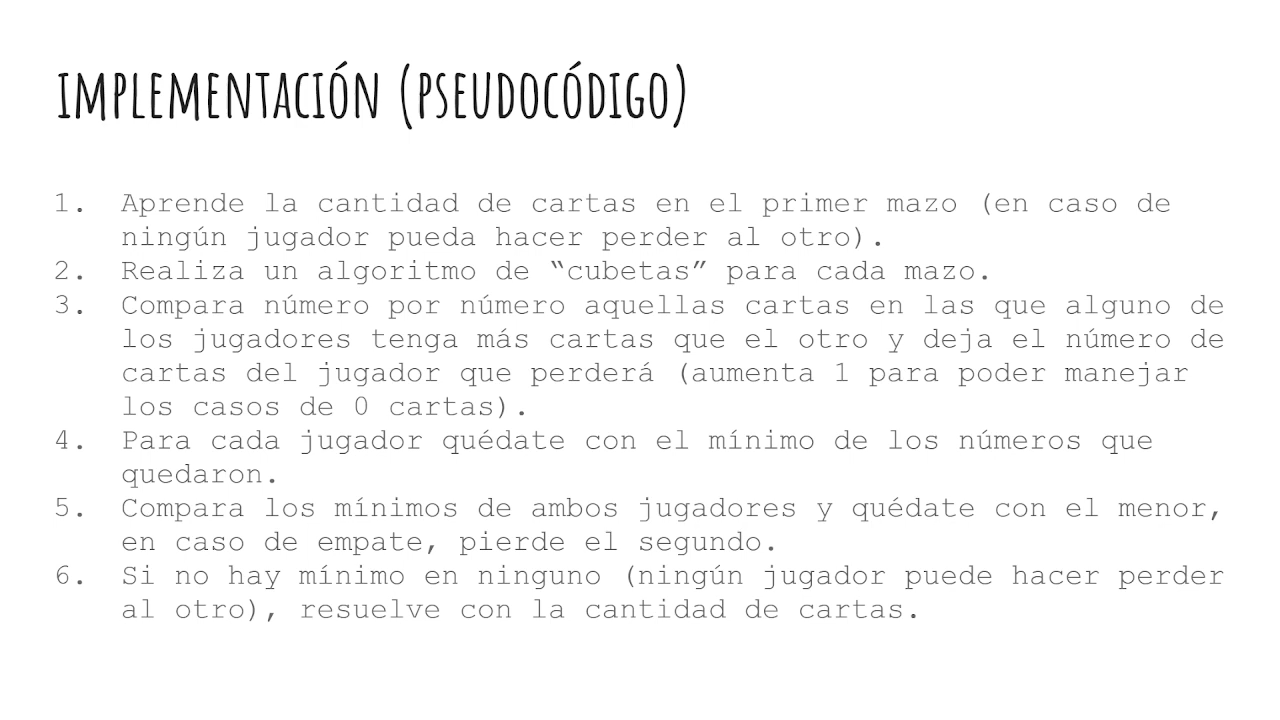 IMPLEMENTACIÓN (PSEUDOCÓDIGO)
1. Aprende la cantidad de cartas en el primer mazo (en caso de
ningún jugador pueda hacer perder al otro).
2. Realiza un algoritmo de “cubetas” para cada mazo.
3. Compara número por número aquellas cartas en las que alguno de
los jugadores tenga más cartas que el otro y deja el número de
cartas del jugador que perderá (aumenta 1 para poder manejar
los casos de 0 cartas).
4. Para cada jugador quédate con el mínimo de los números que
quedaron.
5. Compara los mínimos de ambos jugadores y quédate con el menor,
en caso de empate, pierde el segundo.
6. Si no hay mínimo en ninguno (ningún jugador puede hacer perder
al otro), resuelve con la cantidad de cartas.